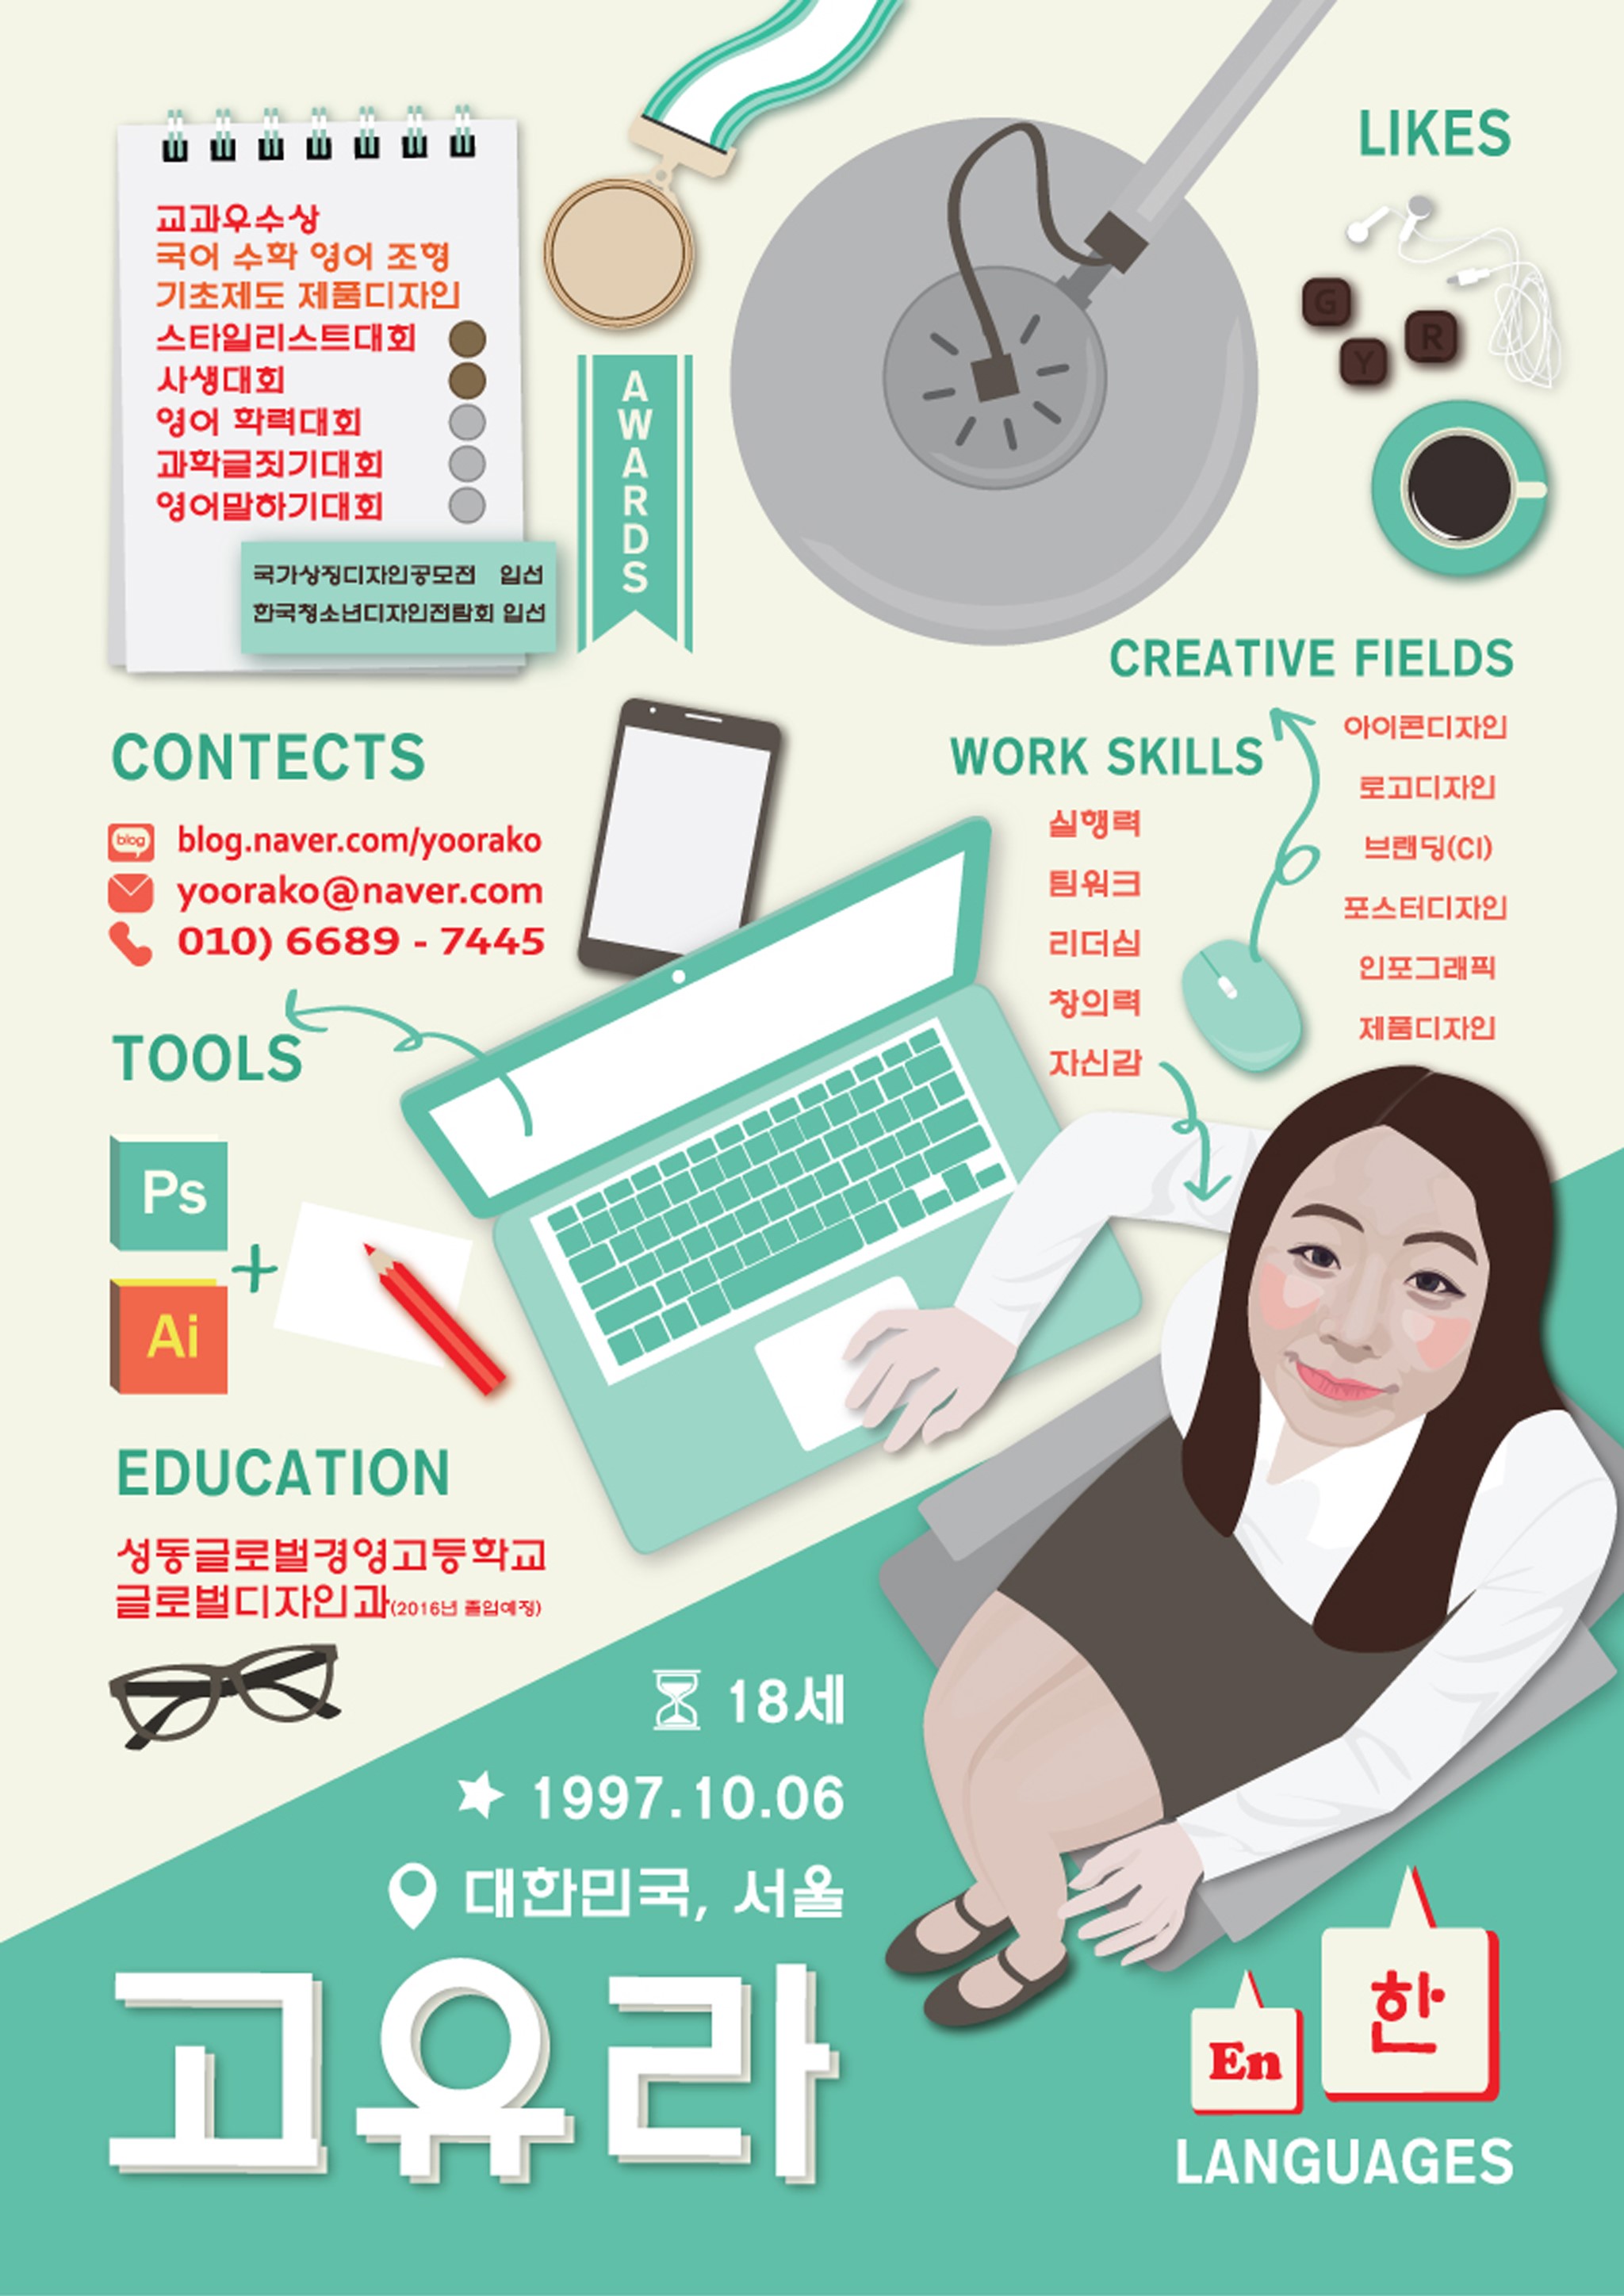 교과우수상
국어 수학 영어 조형
기초제도 제품디자인
스타일리스트대회
사생대회
영어 학력대회
과학글짓기대회
영어말하기대회
국가상징디자인공모전 입선
한국청소년디자인전람회 입선
AWARDS
LIKES
G
R
Y
CONTECTS
blog
blog.naver.com/yoorako
yoorako@naver.com
010) 6689 - 7445
TOOLS
Ps
+
Ai
EDUCATION
성동글로벌경영고등학교
글로벌디자인과(2016년 졸업예정)
WORK SKILLS
실행력
팀워크
리더십
창의력
자신감
CREATIVE FIELDS
아이콘디자인
로고디자인
브랜딩(CI)
포스터디자인
인포그래픽
제품디자인
18세
1997.10.06
대한민국, 서울
고유라
En
한
LANGUAGES